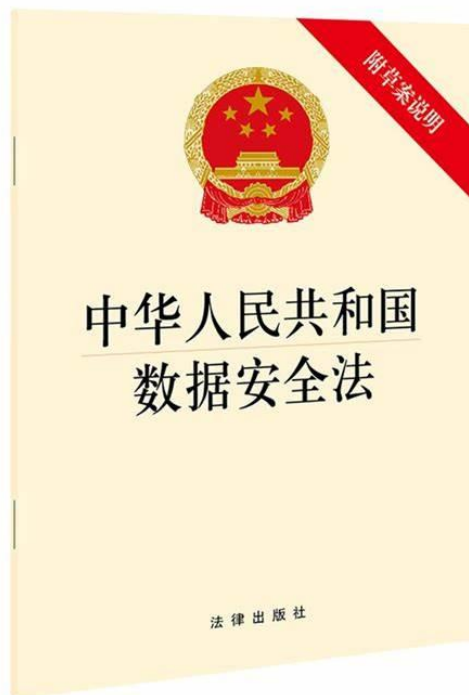 附草案说明
中华人民共和国
数据安全法
法律出版社